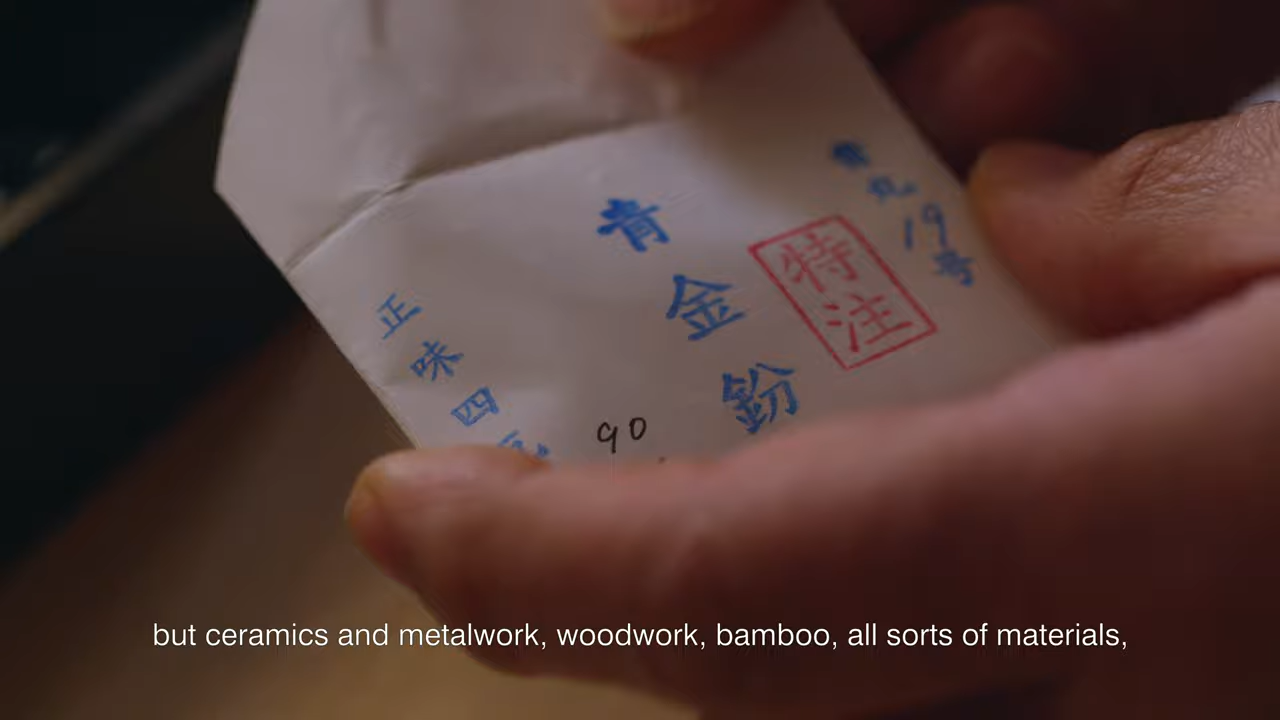 19号
特注
青金鈖
90
正味四
but ceramics and metalwork, woodwork, bamboo, all sorts of materials,